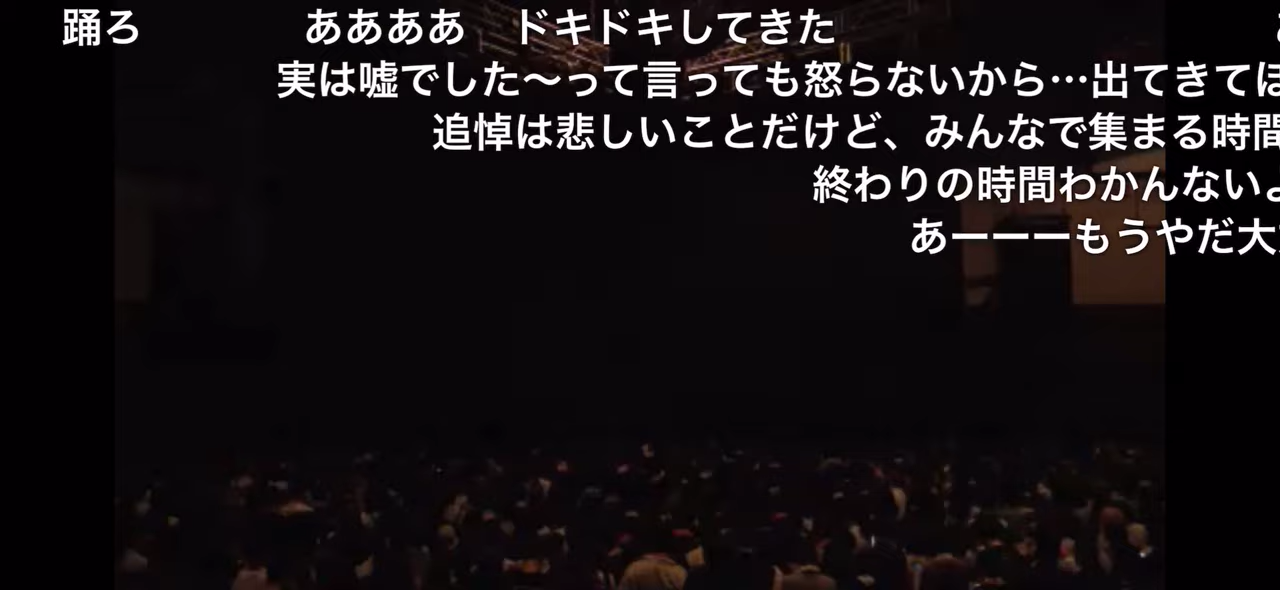 踊ろ ああああ ドキドキしてきた
実は嘘でした〜って言っても怒らないから…出てきて
追悼は悲しいことだけど、みんなで集まる時間
終わりの時間わかんない
あーーーもうやだ大